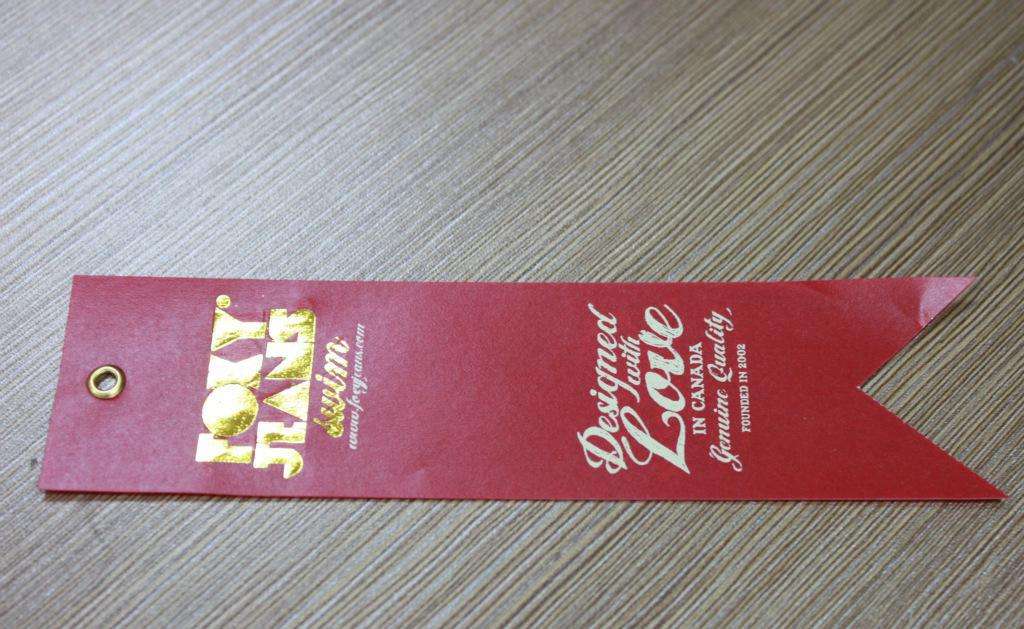 FOXY®
JEANS
swim
www.foxyjeans.com
Designed
with
Love
IN CANADA
Genuine Quality
FOUNDED IN 2002